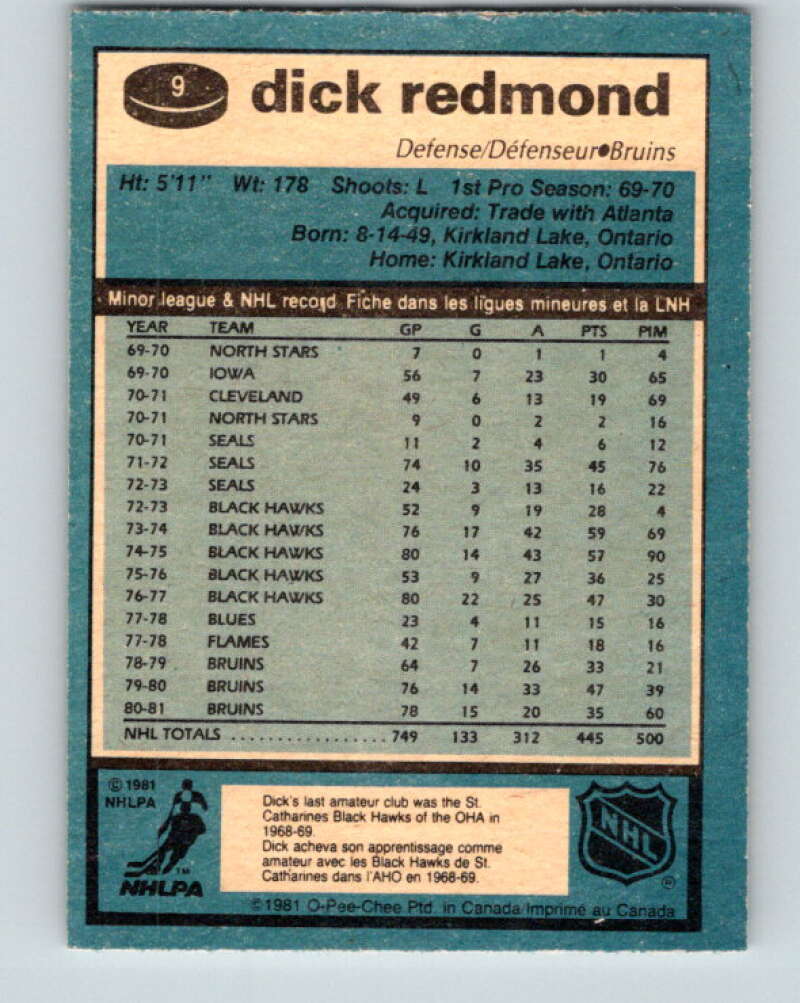 9 dick redmond
Defense/Défenseur•Bruins
Ht: 5'11" Wt: 178 Shoots: L 1st Pro Season: 69-70
Acquired: Trade with Atlanta
Born: 8-14-49, Kirkland Lake, Ontario
Home: Kirkland Lake, Ontario
Minor league & NHL record Fiche dans les ligues mineures et la LNH
YEAR TEAM GP G A PTS PIM
69-70 NORTH STARS 7 0 1 1 4
69-70 IOWA 56 7 23 30 65
70-71 CLEVELAND 49 6 13 19 69
70-71 NORTH STARS 9 0 2 2 16
70-71 SEALS 11 2 4 6 12
71-72 SEALS 74 10 35 45 76
72-73 SEALS 24 3 13 16 22
72-73 BLACK HAWKS 52 9 19 28 4
73-74 BLACK HAWKS 76 17 42 59 69
74-75 BLACK HAWKS 80 14 43 57 90
75-76 BLACK HAWKS 53 9 27 36 25
76-77 BLACK HAWKS 80 22 25 47 30
77-78 BLUES 23 4 11 15 16
77-78 FLAMES 42 7 11 18 16
78-79 BRUINS 64 7 26 33 21
79-80 BRUINS 76 14 33 47 39
80-81 BRUINS 78 15 20 35 60
NHL TOTALS ................. 749 133 312 445 500
© 1981
NHLPA
TM
NHLPA
Dick's last amateur club was the St.
Catharines Black Hawks of the OHA in
1968-69.
Dick acheva son apprentissage comme
amateur avec les Black Hawks de St.
Catharines dans l'AHO en 1968-69.
NHL
®
©1981 O-Pee-Chee Ptd. in Canada/Imprimé au Canada